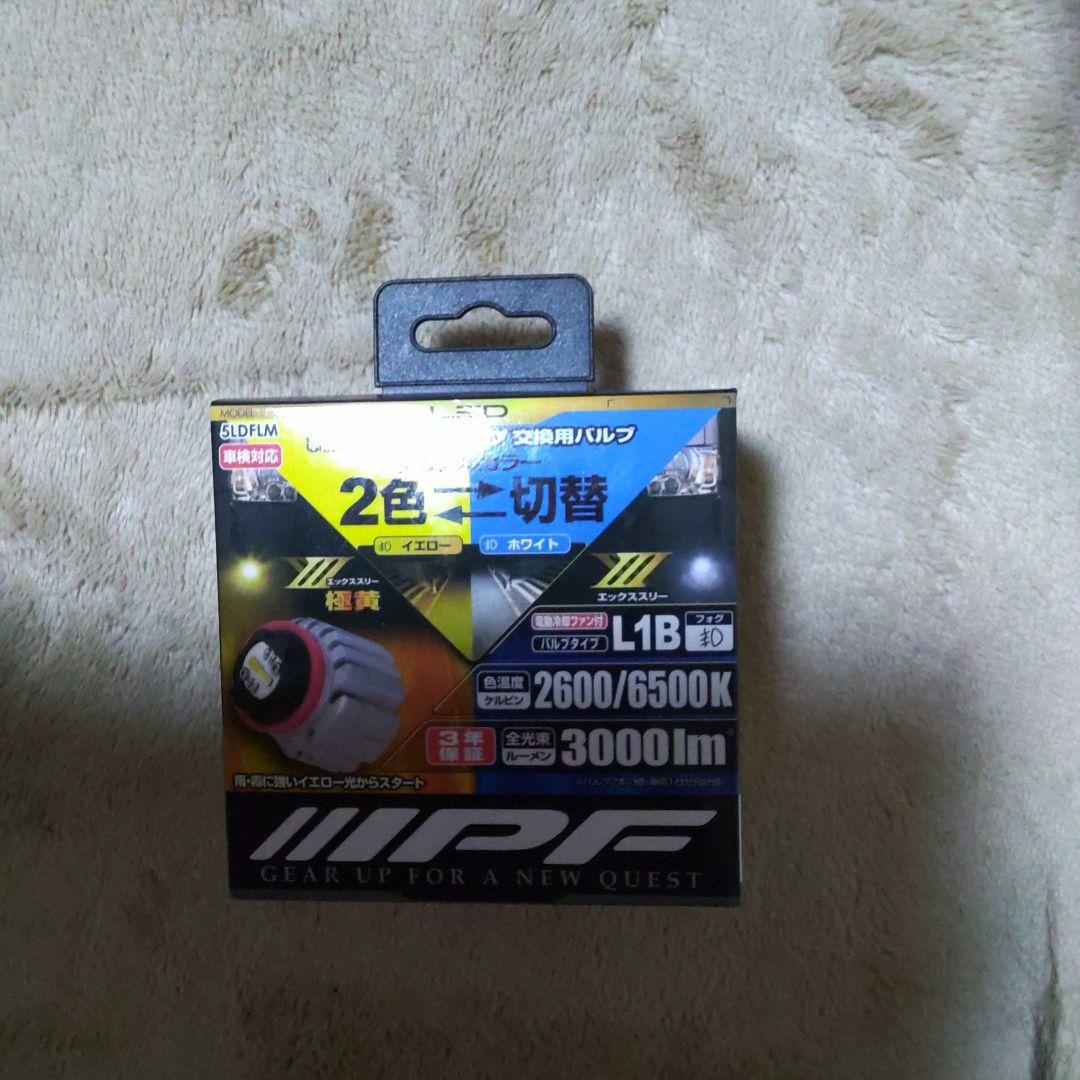 MODEL
5LDFLM
車検対応
LED
交換用バルブ
カラー
2色 切替
イエロー
ホワイト
エックススリー
極黄
エックススリー
電動冷却ファン付
バルブタイプ
L1B
フォグ
色温度
ケルビン
2600/6500K
3年
保証
全光束
ルーメン
3000lm
雨・霧に強いイエロー光からスタート
IPF
GEAR UP FOR A NEW QUEST